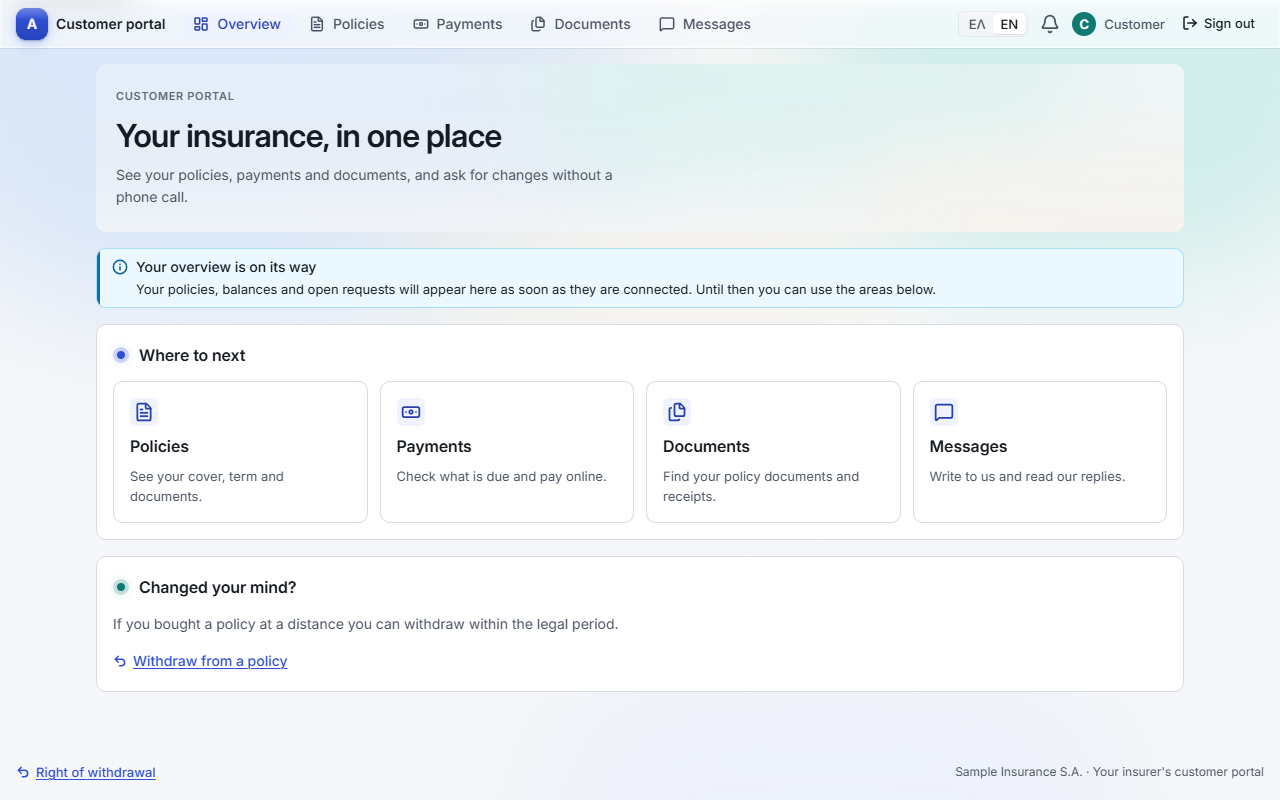 A Customer portal Overview Policies Payments Documents Messages ΕΛ EN C Customer Sign out
CUSTOMER PORTAL
Your insurance, in one place
See your policies, payments and documents, and ask for changes without a
phone call.
Your overview is on its way
Your policies, balances and open requests will appear here as soon as they are connected. Until then you can use the areas below.
Where to next
Policies
See your cover, term and
documents.
Payments
Check what is due and pay online.
Documents
Find your policy documents and
receipts.
Messages
Write to us and read our replies.
Changed your mind?
If you bought a policy at a distance you can withdraw within the legal period.
Withdraw from a policy
Right of withdrawal
Sample Insurance S.A. · Your insurer's customer portal